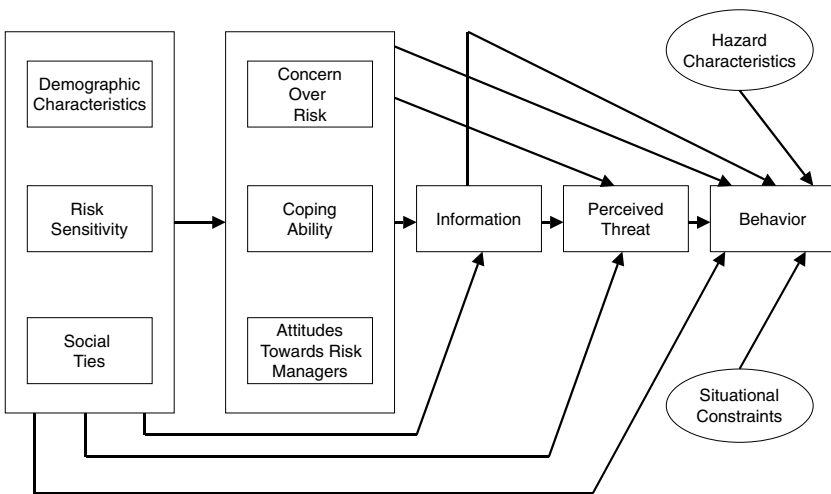 Demographic
Characteristics
Risk
Sensitivity
Social
Ties
Concern
Over
Risk
Coping
Ability
Attitudes
Towards Risk
Managers
Information
Perceived
Threat
Behavior
Hazard
Characteristics
Situational
Constraints